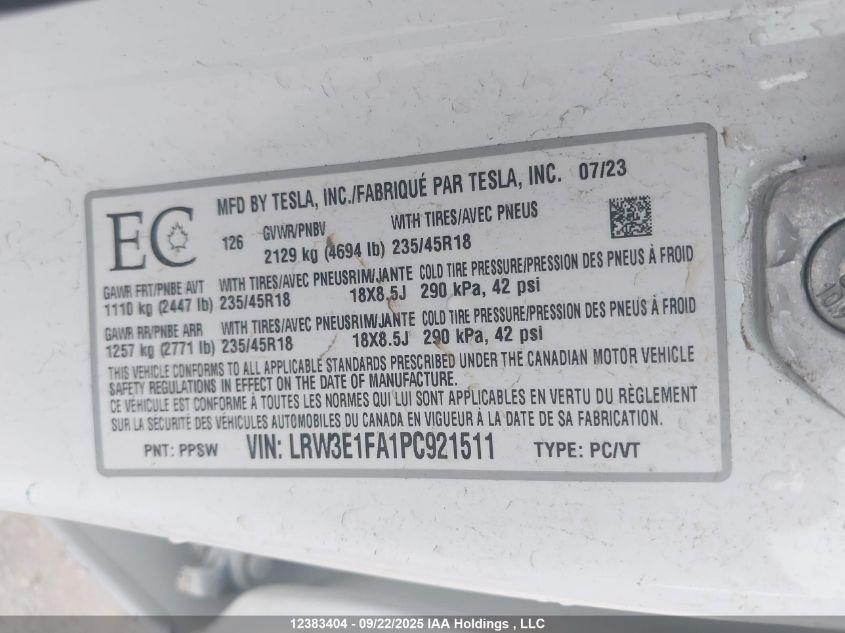 MFD BY TESLA, INC./FABRIQUÉ PAR TESLA, INC. 07/23
EC
126
GVWR/PNBV WITH TIRES/AVEC PNEUS
2129 kg (4694 lb) 235/45R18
GAWR FRT/PNBE AVT WITH TIRES/AVEC PNEUS RIM/JANTE COLD TIRE PRESSURE/PRESSION DES PNEUS À FROID
1110 kg (2447 lb) 235/45R18 18X8.5J 290 kPa, 42 psi
GAWR RR/PNBE ARR WITH TIRES/AVEC PNEUS RIM/JANTE COLD TIRE PRESSURE/PRESSION DES PNEUS À FROID
1257 kg (2771 lb) 235/45R18 18X8.5J 290 kPa, 42 psi
THIS VEHICLE CONFORMS TO ALL APPLICABLE STANDARDS PRESCRIBED UNDER THE CANADIAN MOTOR VEHICLE
SAFETY REGULATIONS IN EFFECT ON THE DATE OF MANUFACTURE.
CE VÉHICULE EST CONFORME À TOUTES LES NORMES QUI LUI SONT APPLICABLES EN VERTU DU RÈGLEMENT
SUR LA SÉCURITÉ DES VÉHICULES AUTOMOBILES DU CANADA EN VIGUEUR À LA DATE DE SA FABRICATION.
PNT: PPSW VIN: LRW3E1FA1PC921511 TYPE: PC/VT
12383404 - 09/22/2025 IAA Holdings, LLC